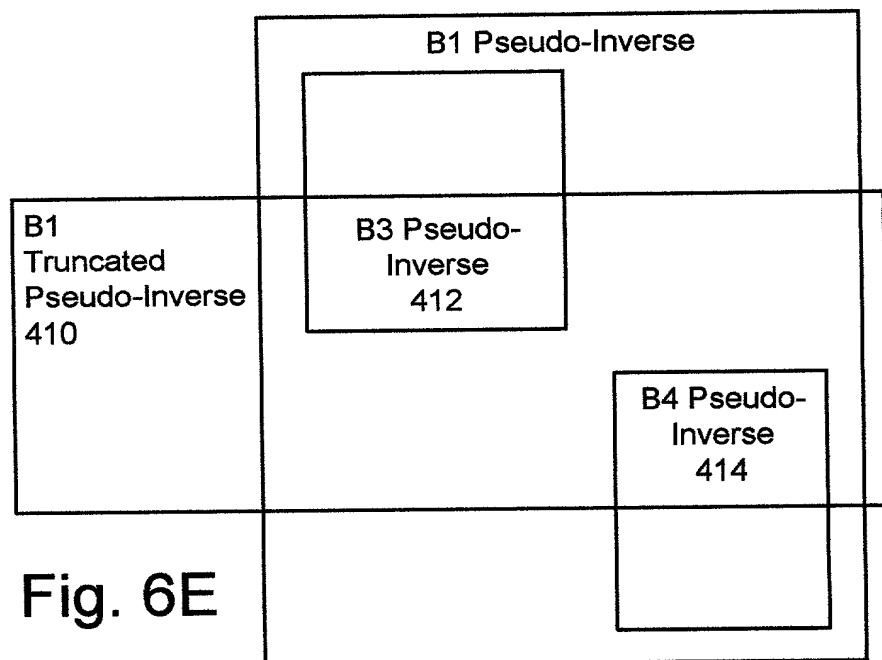 B1 Pseudo-Inverse
B1
Truncated
Pseudo-Inverse
410
B3 Pseudo-
Inverse
412
B4 Pseudo-
Inverse
414
Fig. 6E